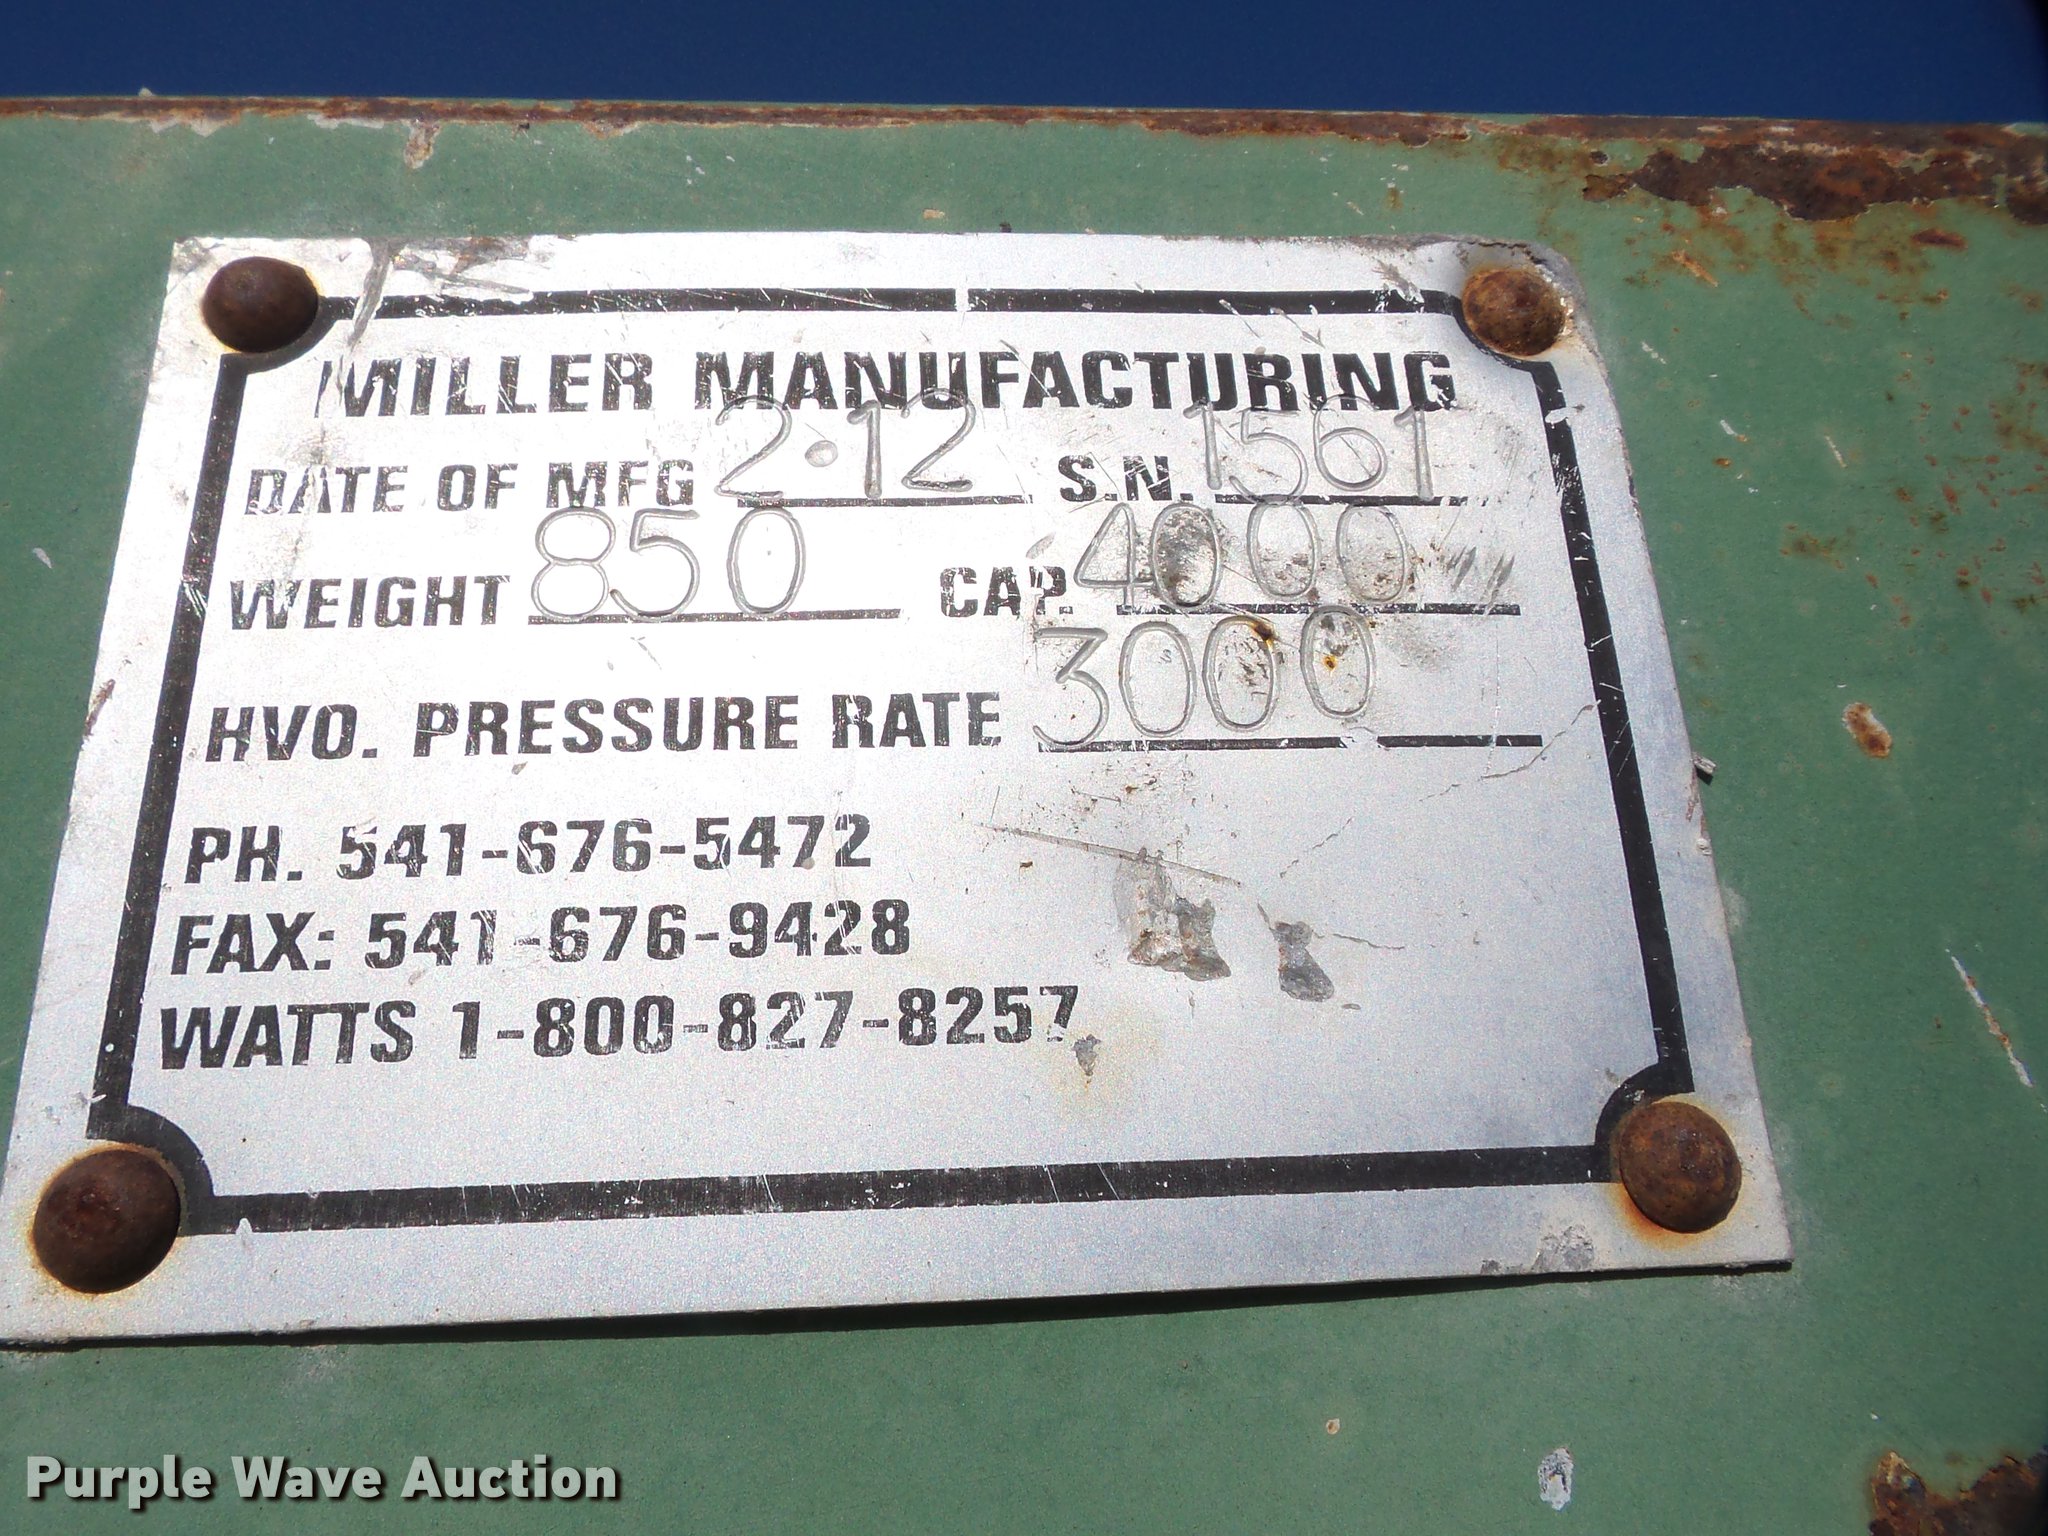 MILLER MANUFACTURING
DATE OF MFG 2·12 S.N. 1561
WEIGHT 850 CAP. 4000
HVO. PRESSURE RATE 3000
PH. 541-676-5472
FAX: 541-676-9428
WATTS 1-800-827-8257
Purple Wave Auction